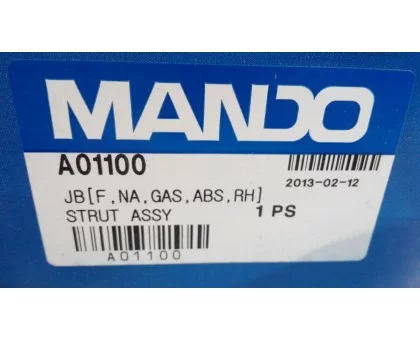 MANDO
A01100
2013-02-12
JB[F,NA,GAS,ABS,RH]
STRUT ASSY 1 PS
A01100